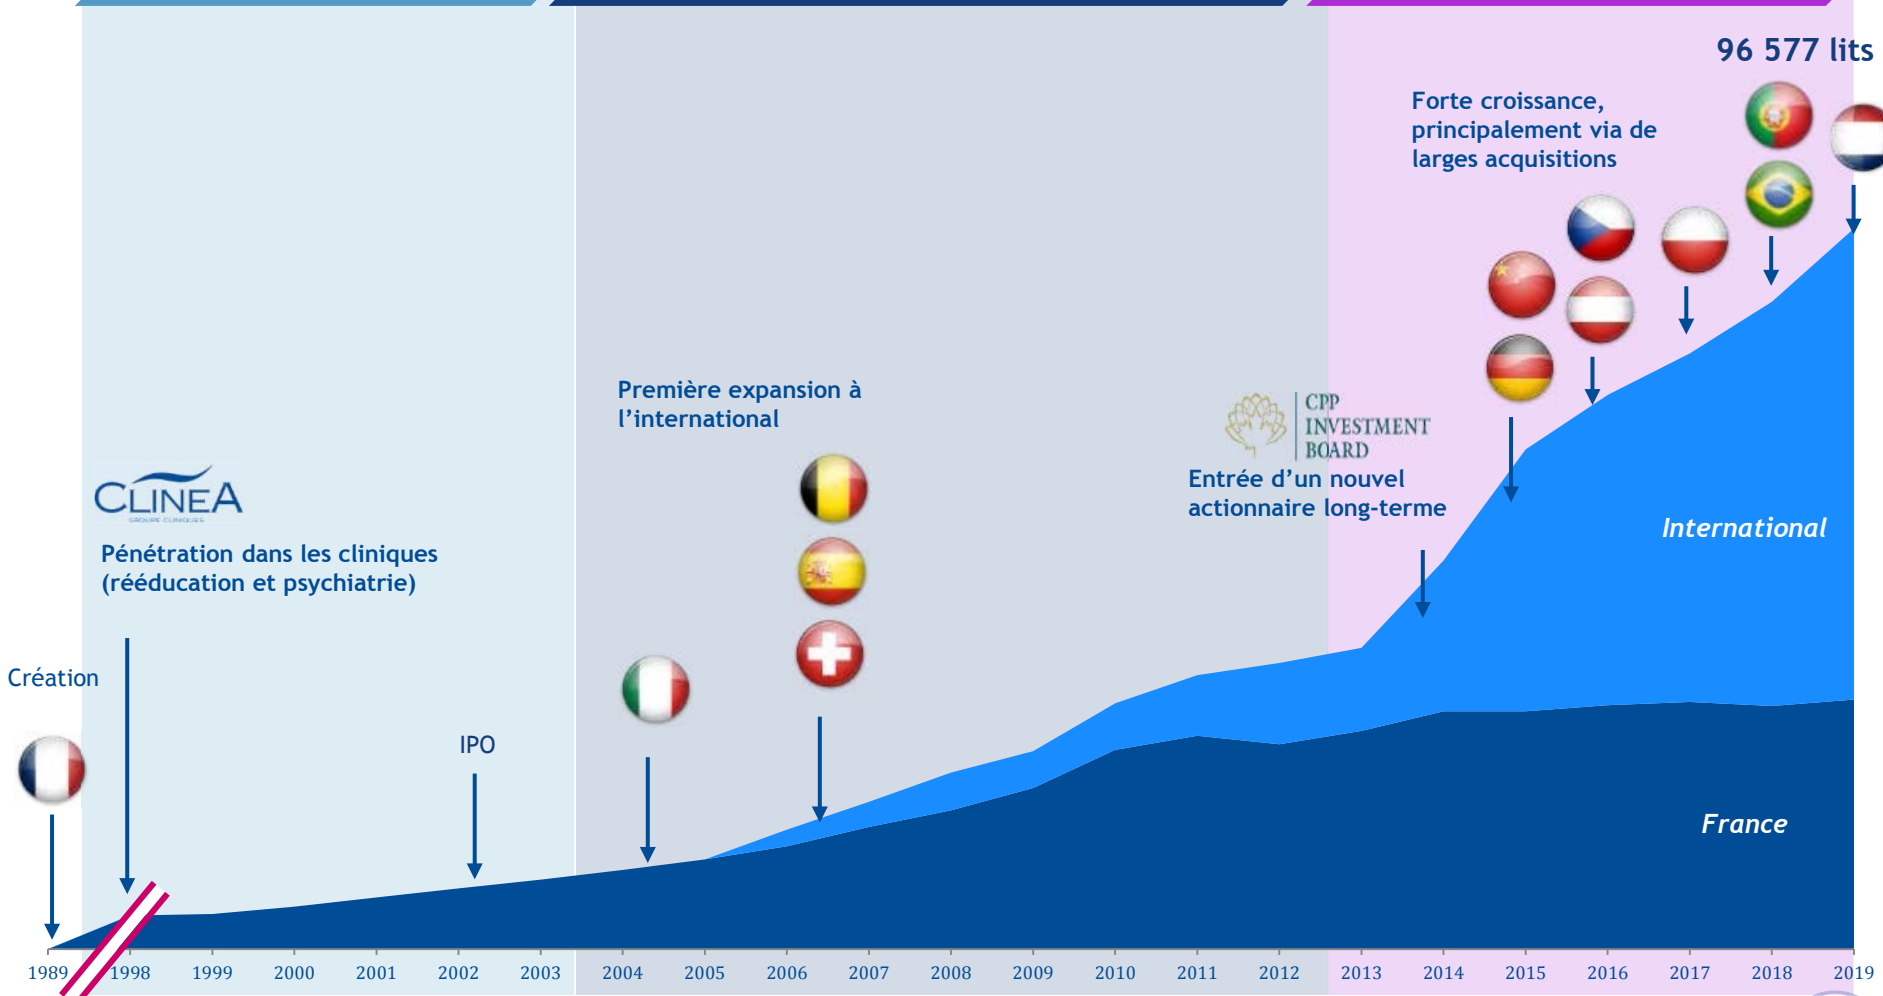 96 577 lits
Forte croissance,
principalement via de
larges acquisitions
Première expansion à
l’international
CPP
INVESTMENT
BOARD
Entrée d’un nouvel
actionnaire long-terme
CLINEA
GROUPE CLINIQUES
Pénétration dans les cliniques
(rééducation et psychiatrie)
International
Création
IPO
France
1989 1998 1999 2000 2001 2002 2003 2004 2005 2006 2007 2008 2009 2010 2011 2012 2013 2014 2015 2016 2017 2018 2019